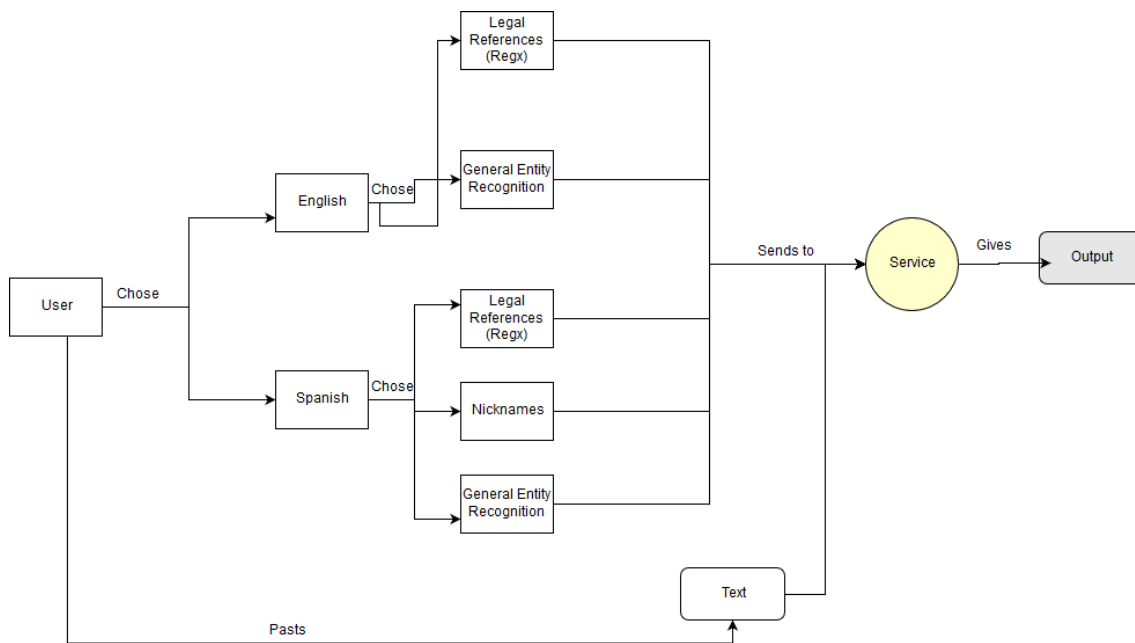 Legal
References
(Regx)
General Entity
Recognition
Chose
English
Sends to
Gives
Service
Output
User
Chose
Legal
References
(Regx)
Spanish
Chose
Nicknames
General Entity
Recognition
Text
Pasts